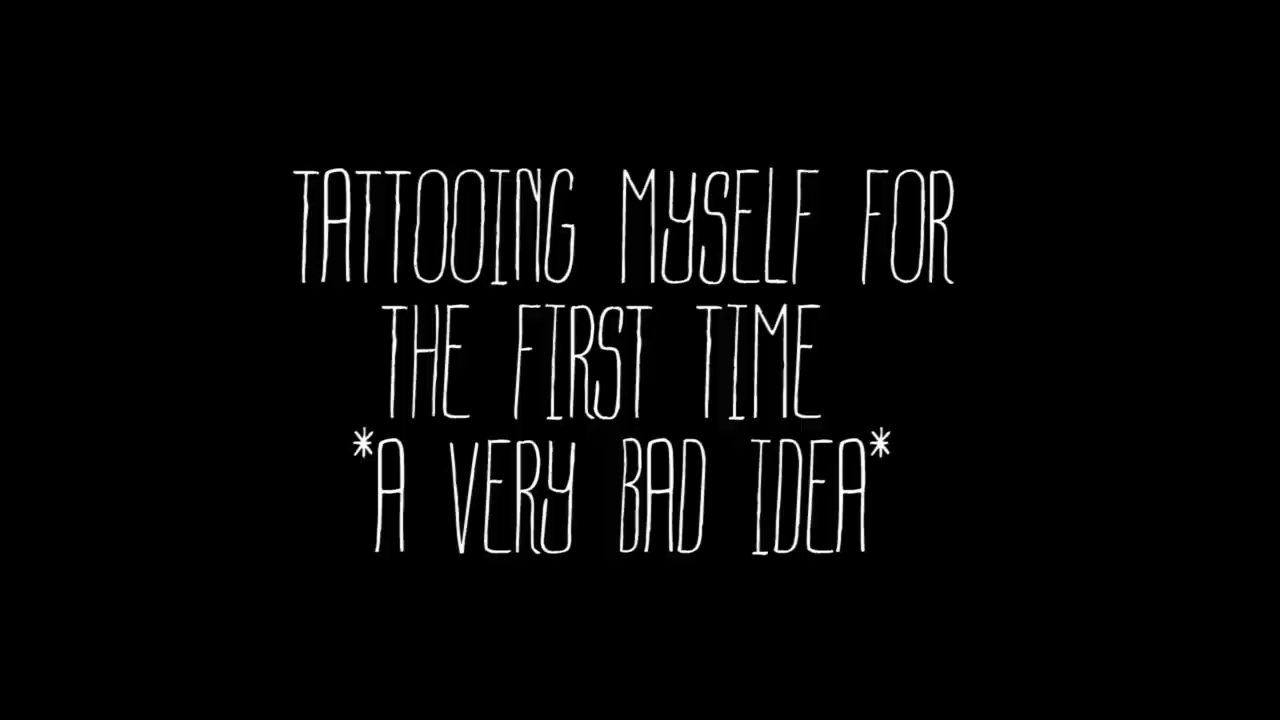 TATTOOING MYSELF FOR
THE FIRST TIME
*A VERY BAD IDEA*